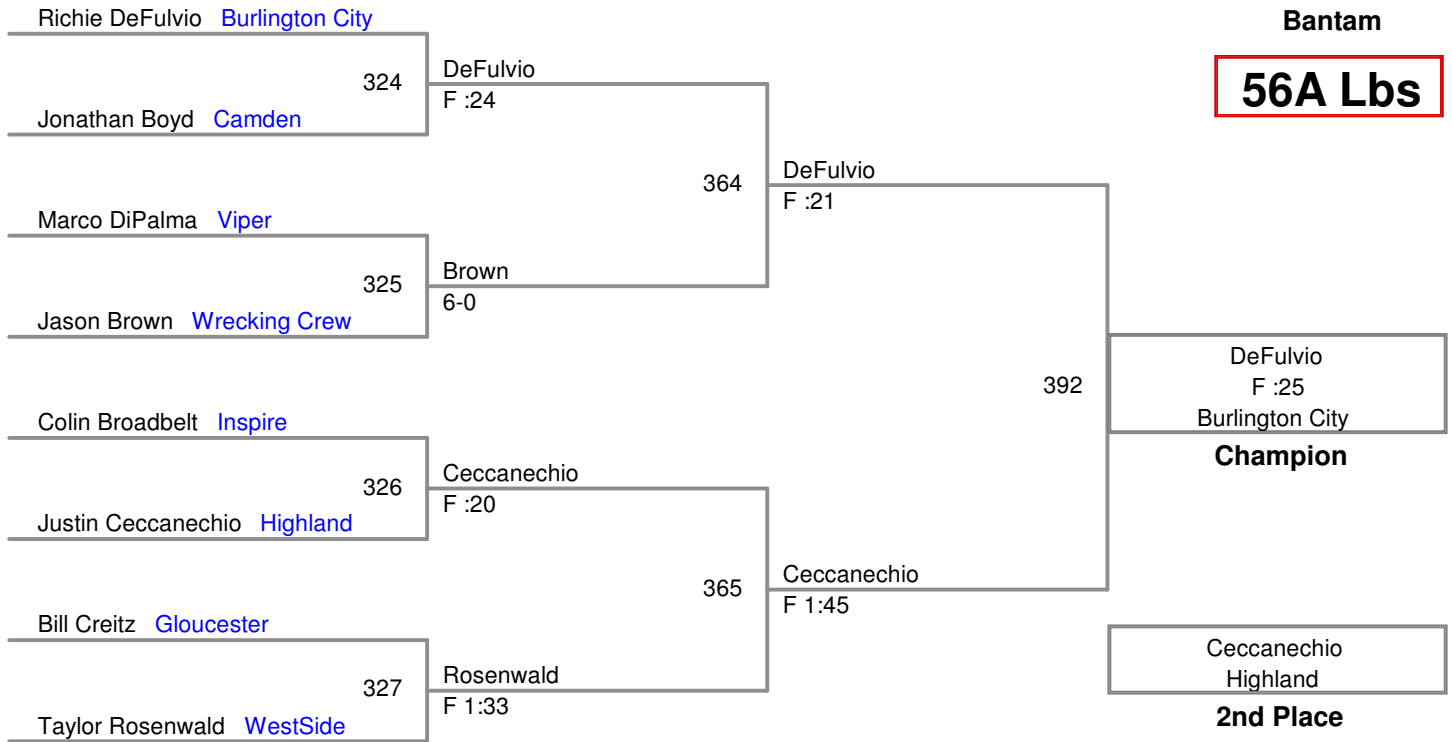 Richie DeFulvio Burlington City
Bantam
56A Lbs
324
DeFulvio
F :24
Jonathan Boyd Camden
364
DeFulvio
F :21
Marco DiPalma Viper
325
Brown
6-0
Jason Brown Wrecking Crew
392
DeFulvio
F :25
Burlington City
Champion
Colin Broadbelt Inspire
326
Ceccanechio
F :20
Justin Ceccanechio Highland
365
Ceccanechio
F 1:45
Bill Creitz Gloucester
327
Rosenwald
F 1:33
Taylor Rosenwald WestSide
Ceccanechio
Highland
2nd Place